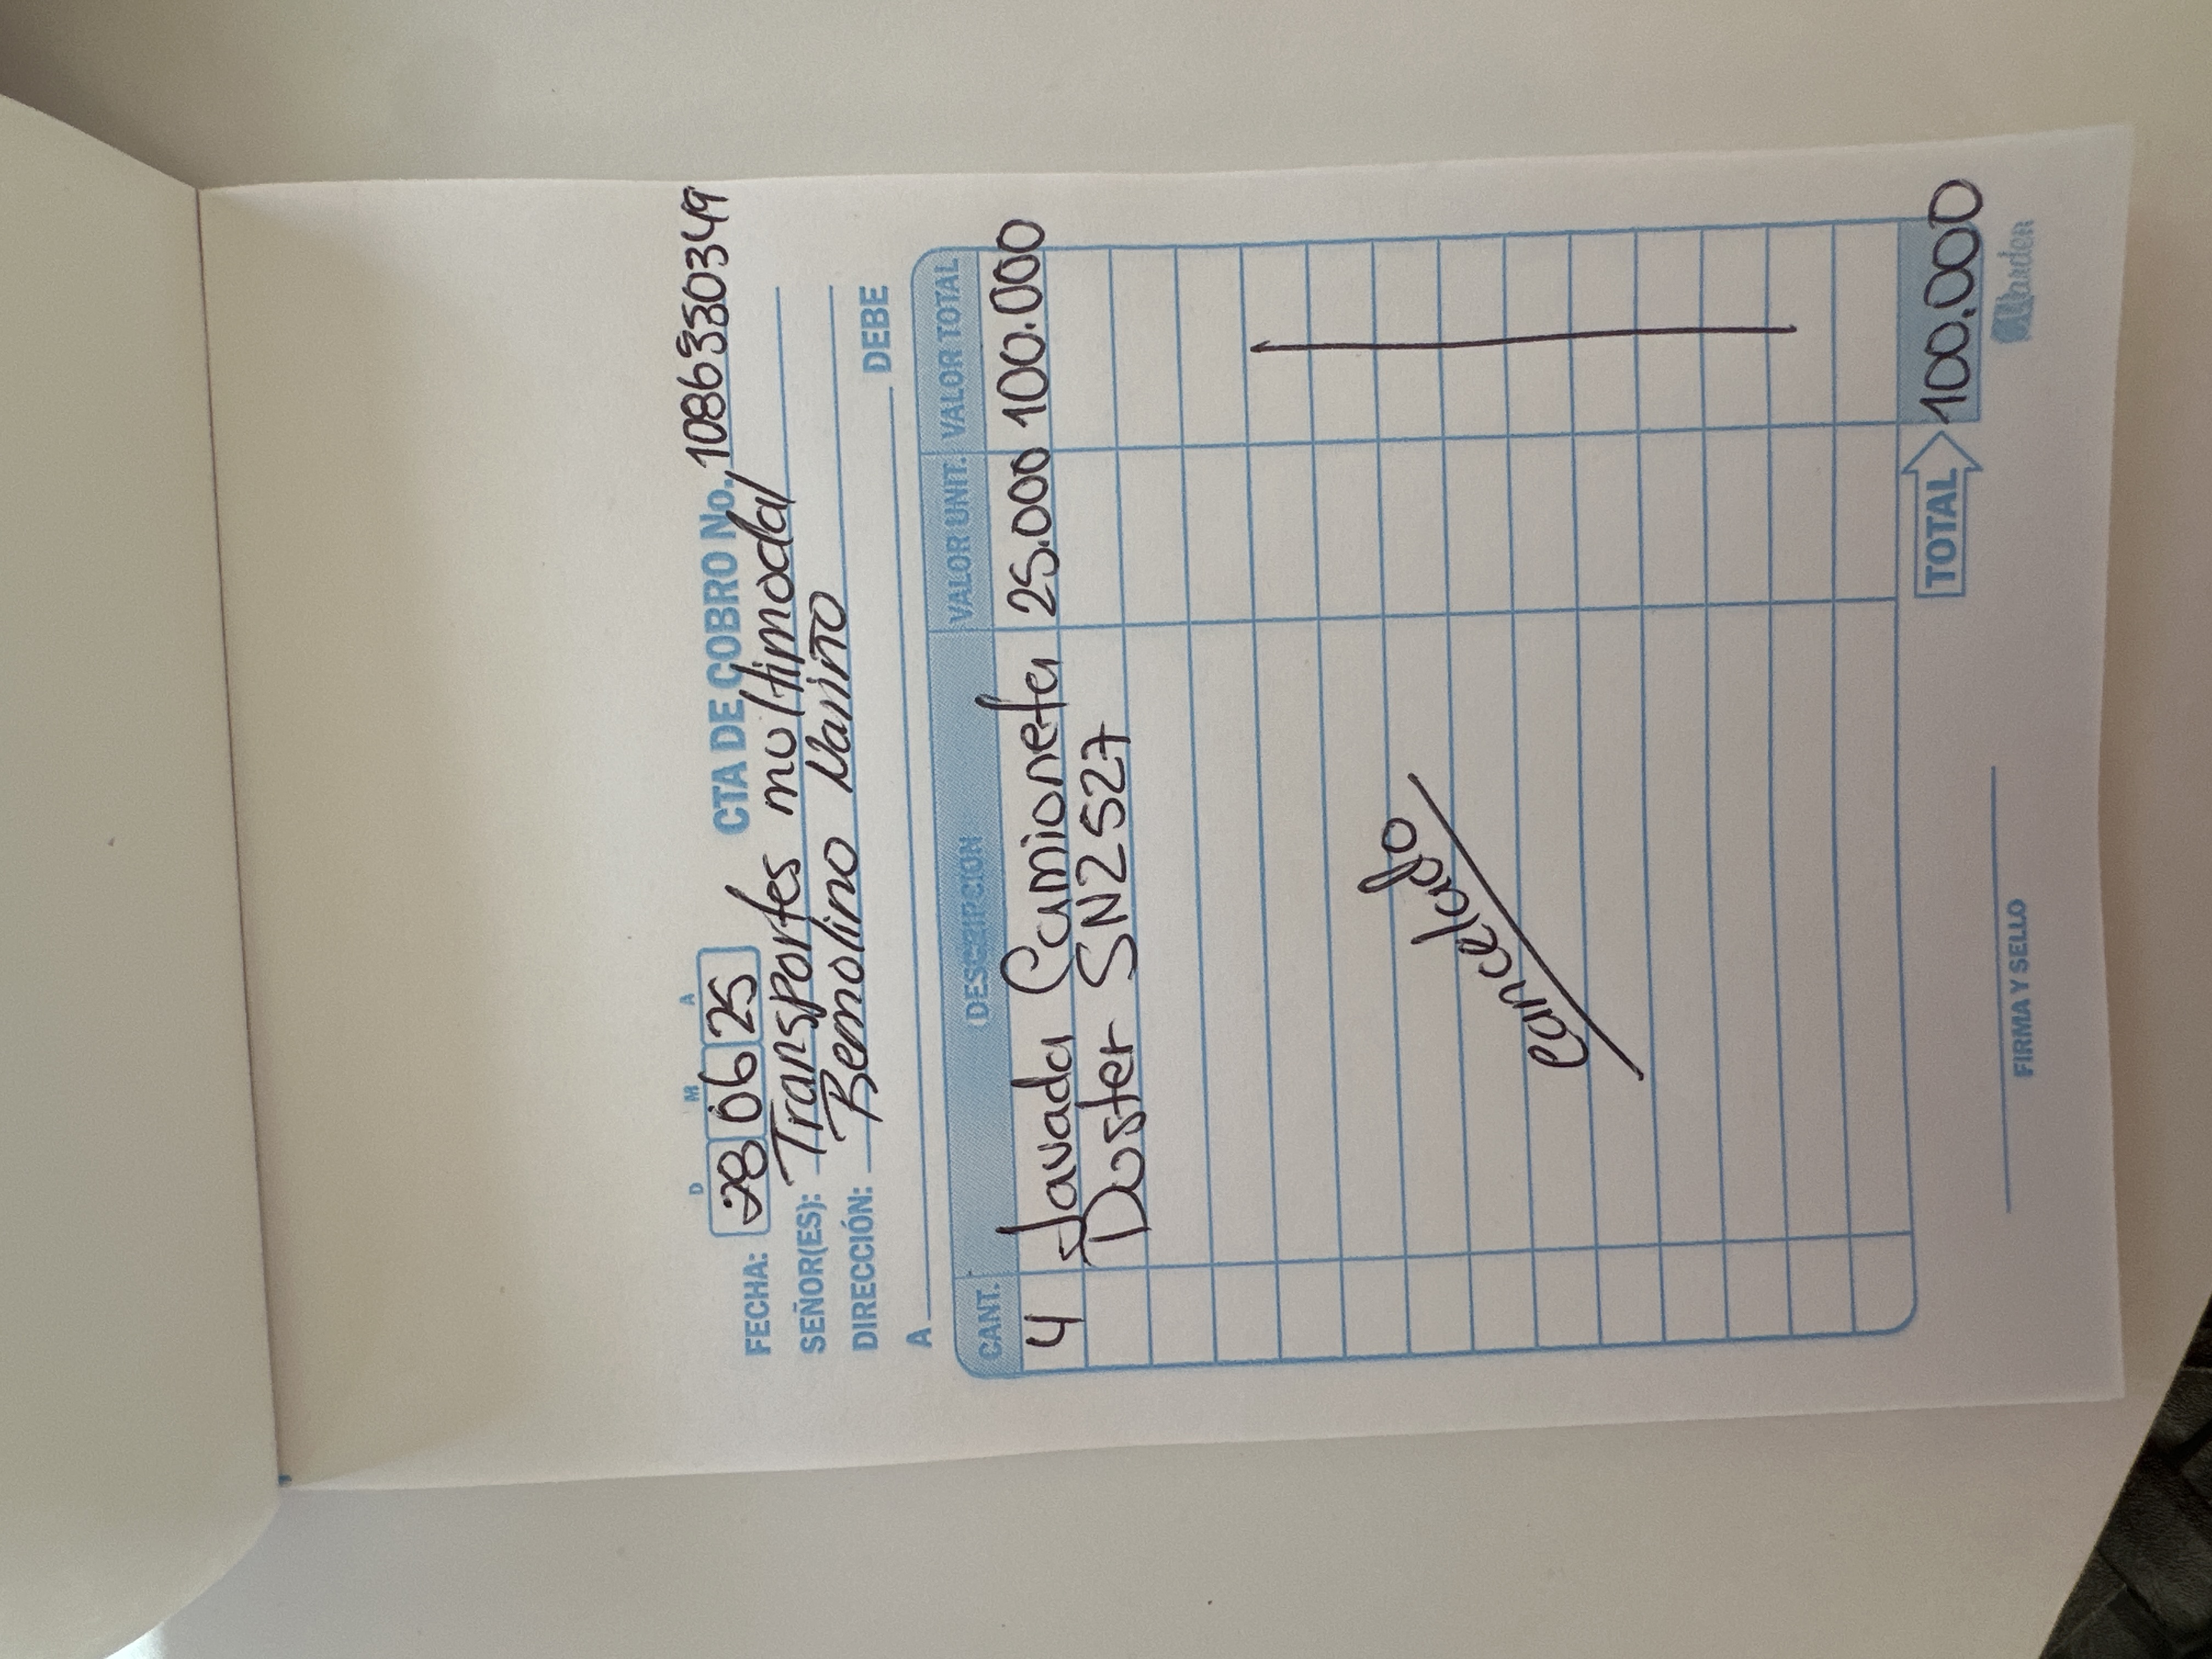 D M A
FECHA: 28 06 25 CTA DE COBRO No. 1086330349
SEÑOR(ES): Transportes multimodal
DIRECCIÓN: Remolino Nariño
A DEBE
CANT. DESCRIPCION VALOR UNIT. VALOR TOTAL
4 Lavada Camioneta 25.000 100.000
Duster SN2527
Cancelado
TOTAL 100.000
FIRMA Y SELLO